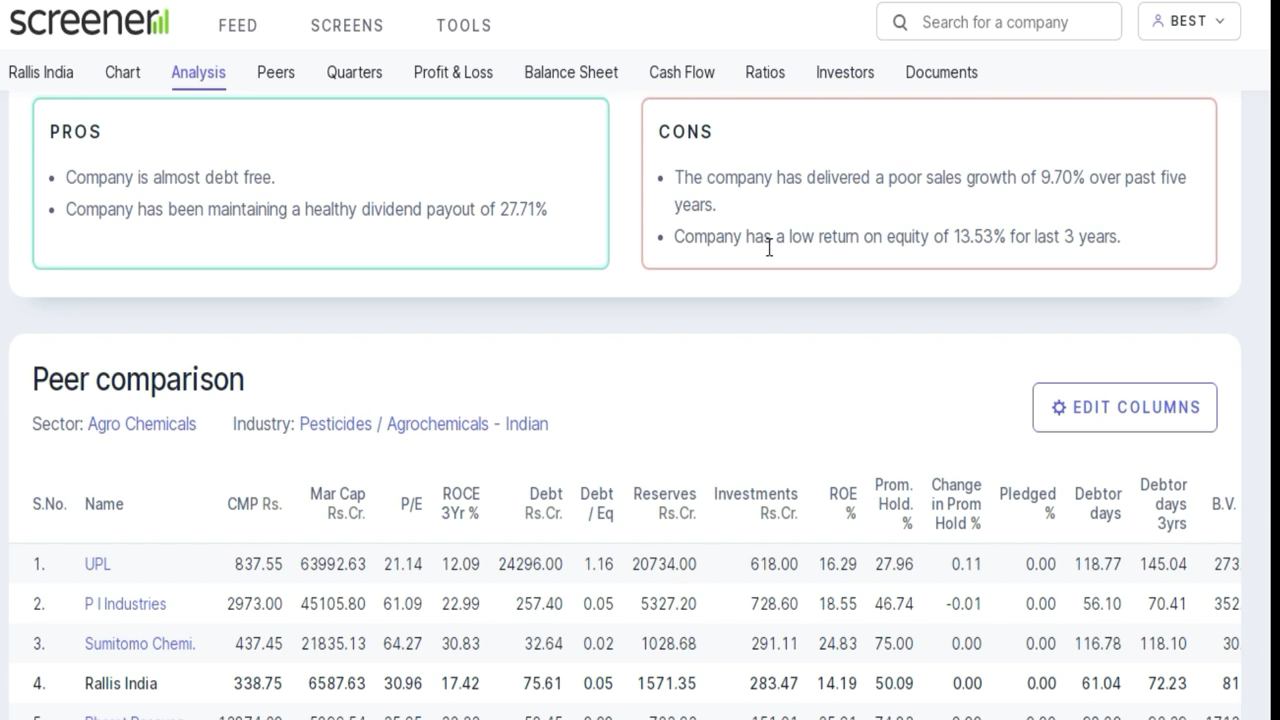 screener FEED SCREENS TOOLS Search for a company BEST
Rallis India Chart Analysis Peers Quarters Profit & Loss Balance Sheet Cash Flow Ratios Investors Documents
PROS
• Company is almost debt free.
• Company has been maintaining a healthy dividend payout of 27.71%
CONS
• The company has delivered a poor sales growth of 9.70% over past five
years.
• Company has a low return on equity of 13.53% for last 3 years.
Peer comparison
Sector: Agro Chemicals Industry: Pesticides / Agrochemicals - Indian
EDIT COLUMNS
S.No. Name CMP Rs. Mar Cap Rs.Cr. P/E ROCE 3Yr % Debt Rs.Cr. Debt / Eq Reserves Rs.Cr. Investments Rs.Cr. ROE % Prom. Hold. % Change in Prom Hold % Pledged % Debtor days Debtor days 3yrs B.V.
1. UPL 837.55 63992.63 21.14 12.09 24296.00 1.16 20734.00 618.00 16.29 27.96 0.11 0.00 118.77 145.04 273
2. P I Industries 2973.00 45105.80 61.09 22.99 257.40 0.05 5327.20 728.60 18.55 46.74 -0.01 0.00 56.10 70.41 352
3. Sumitomo Chemi. 437.45 21835.13 64.27 30.83 32.64 0.02 1028.68 291.11 24.83 75.00 0.00 0.00 116.78 118.10 30
4. Rallis India 338.75 6587.63 30.96 17.42 75.61 0.05 1571.35 283.47 14.19 50.09 0.00 0.00 61.04 72.23 81